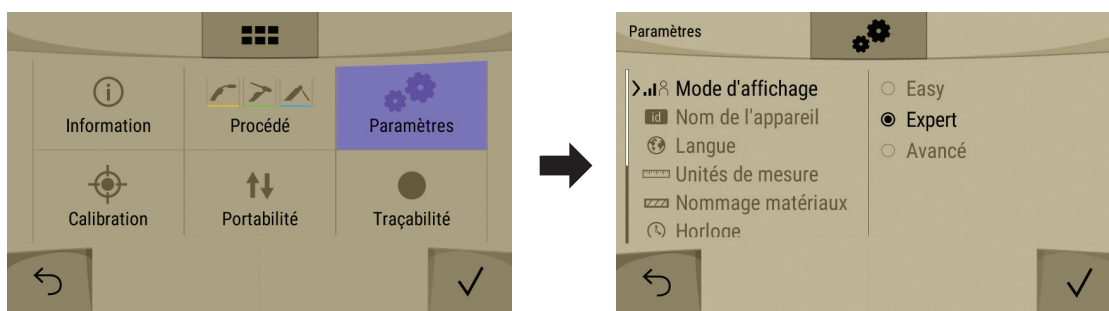 Information
Procédé
Paramètres
Calibration
Portabilité
Traçabilité
Paramètres
Mode d'affichage
id Nom de l'appareil
Langue
Unités de mesure
Nommage matériaux
Horloge
Easy
Expert
Avancé